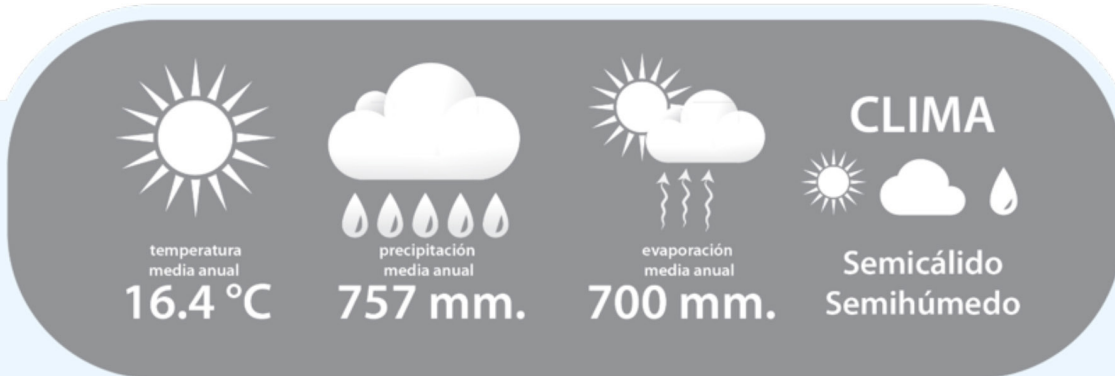 temperatura
media anual
16.4 °C
precipitación
media anual
757 mm.
evaporación
media anual
700 mm.
CLIMA
Semicálido
Semihúmedo